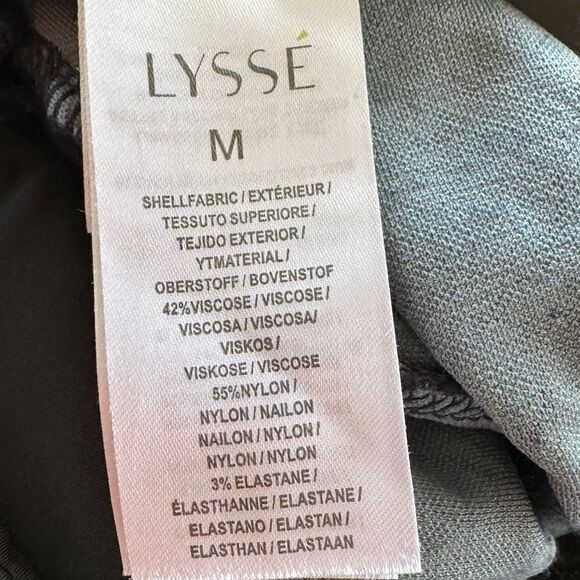 LYSSÉ
M
SHELLFABRIC / EXTÉRIEUR /
TESSUTO SUPERIORE /
TEJIDO EXTERIOR /
YTMATERIAL /
OBERSTOFF / BOVENSTOF
42%VISCOSE / VISCOSE /
VISCOSA / VISCOSA/
VISKOS /
VISKOSE / VISCOSE
55%NYLON /
NYLON / NAILON
NAILON / NYLON /
NYLON / NYLON
3% ELASTANE /
ÉLASTHANNE / ELASTANE /
ELASTANO / ELASTAN /
ELASTHAN / ELASTAAN